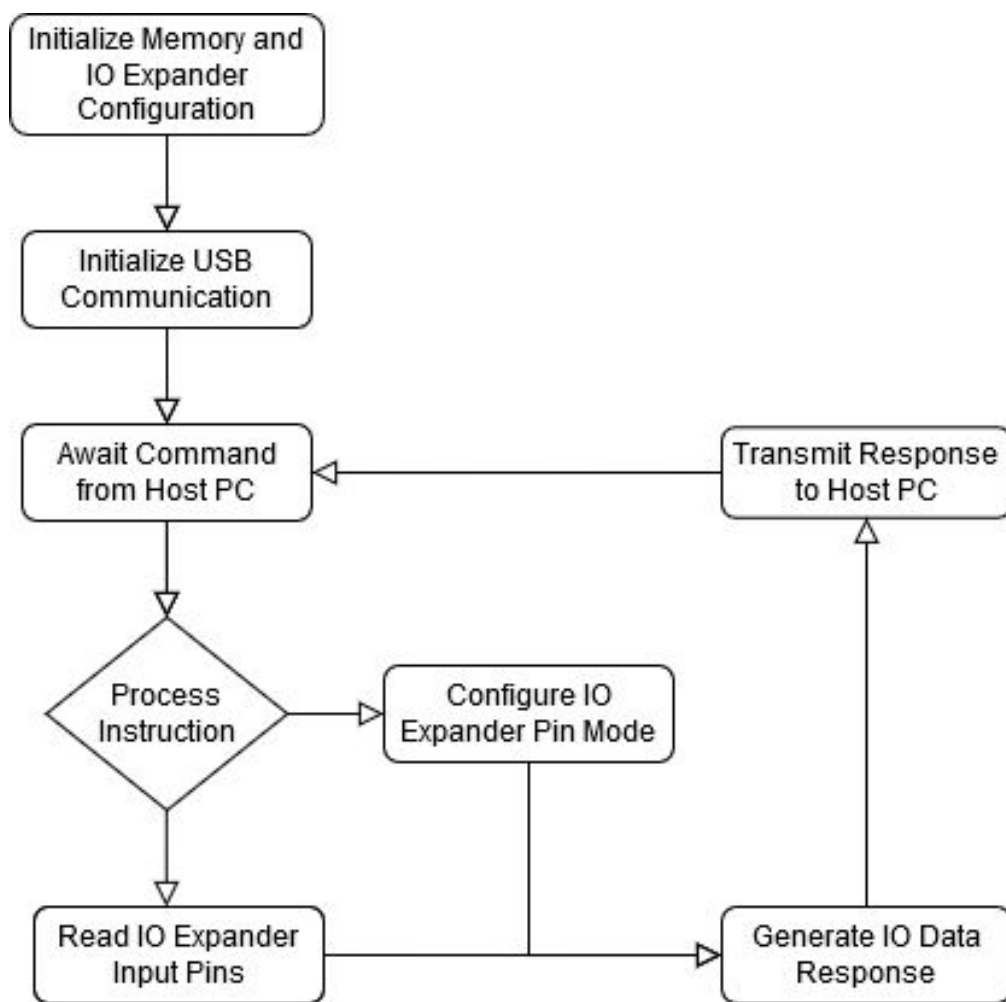 Initialize Memory and
IO Expander
Configuration
Initialize USB
Communication
Await Command
from Host PC
Transmit Response
to Host PC
Process
Instruction
Configure IO
Expander Pin Mode
Read IO Expander
Input Pins
Generate IO Data
Response